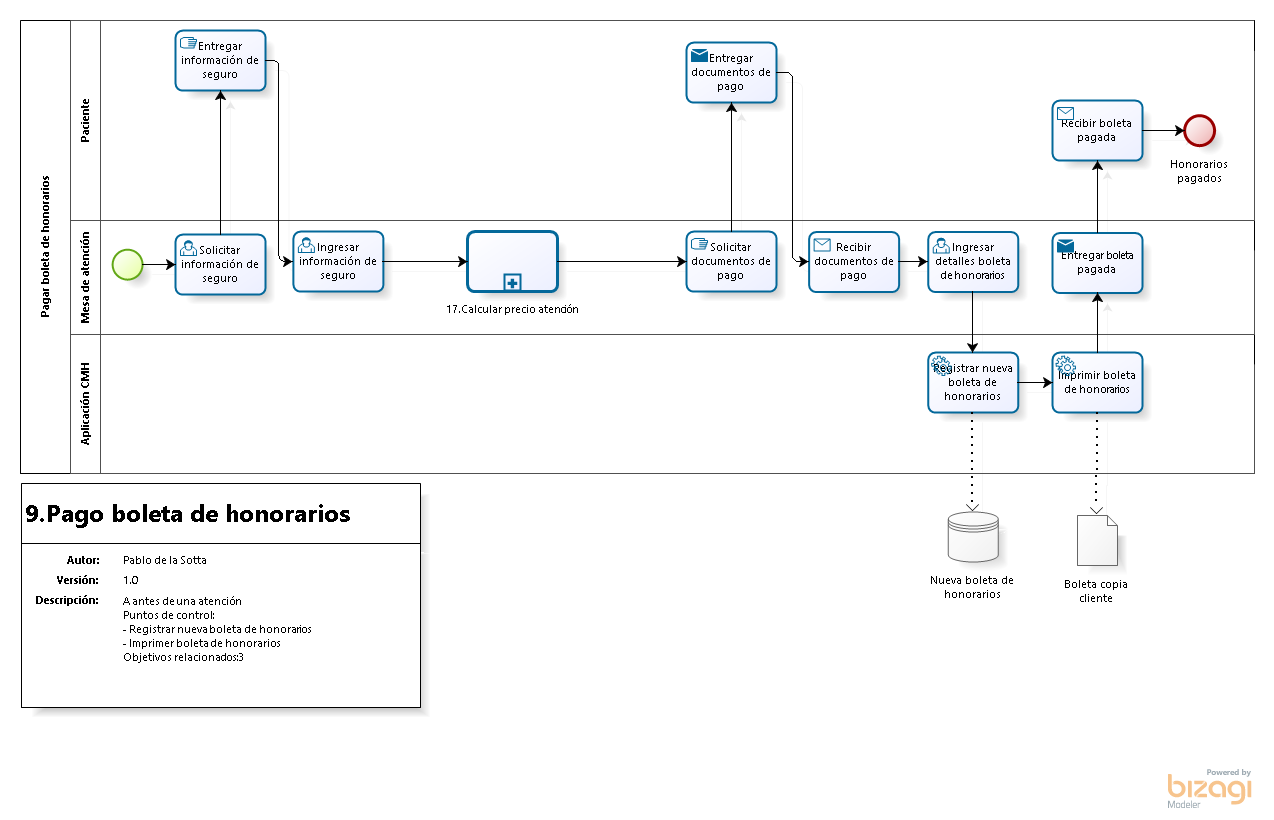 Pagar boleta de honorarios
Paciente
Entregar
información de
seguro
Entregar
documentos de
pago
Recibir boleta
pagada
Honorarios
pagados
Mesa de atención
Solicitar
información de
seguro
Ingresar
información de
seguro
17.Calcular precio atención
Solicitar
documentos de
pago
Recibir
documentos de
pago
Ingresar
detalles boleta
de honorarios
Entregar boleta
pagada
Aplicación CMH
Registrar nueva
boleta de
honorarios
Imprimir boleta
de honorarios
Nueva boleta de
honorarios
Boleta copia
cliente
9.Pago boleta de honorarios
Autor: Pablo de la Sotta
Versión: 1.0
Descripción: A antes de una atención
Puntos de control:
- Registrar nueva boleta de honorarios
- Imprimer boleta de honorarios
Objetivos relacionados:3
Powered by
bizagi
Modeler